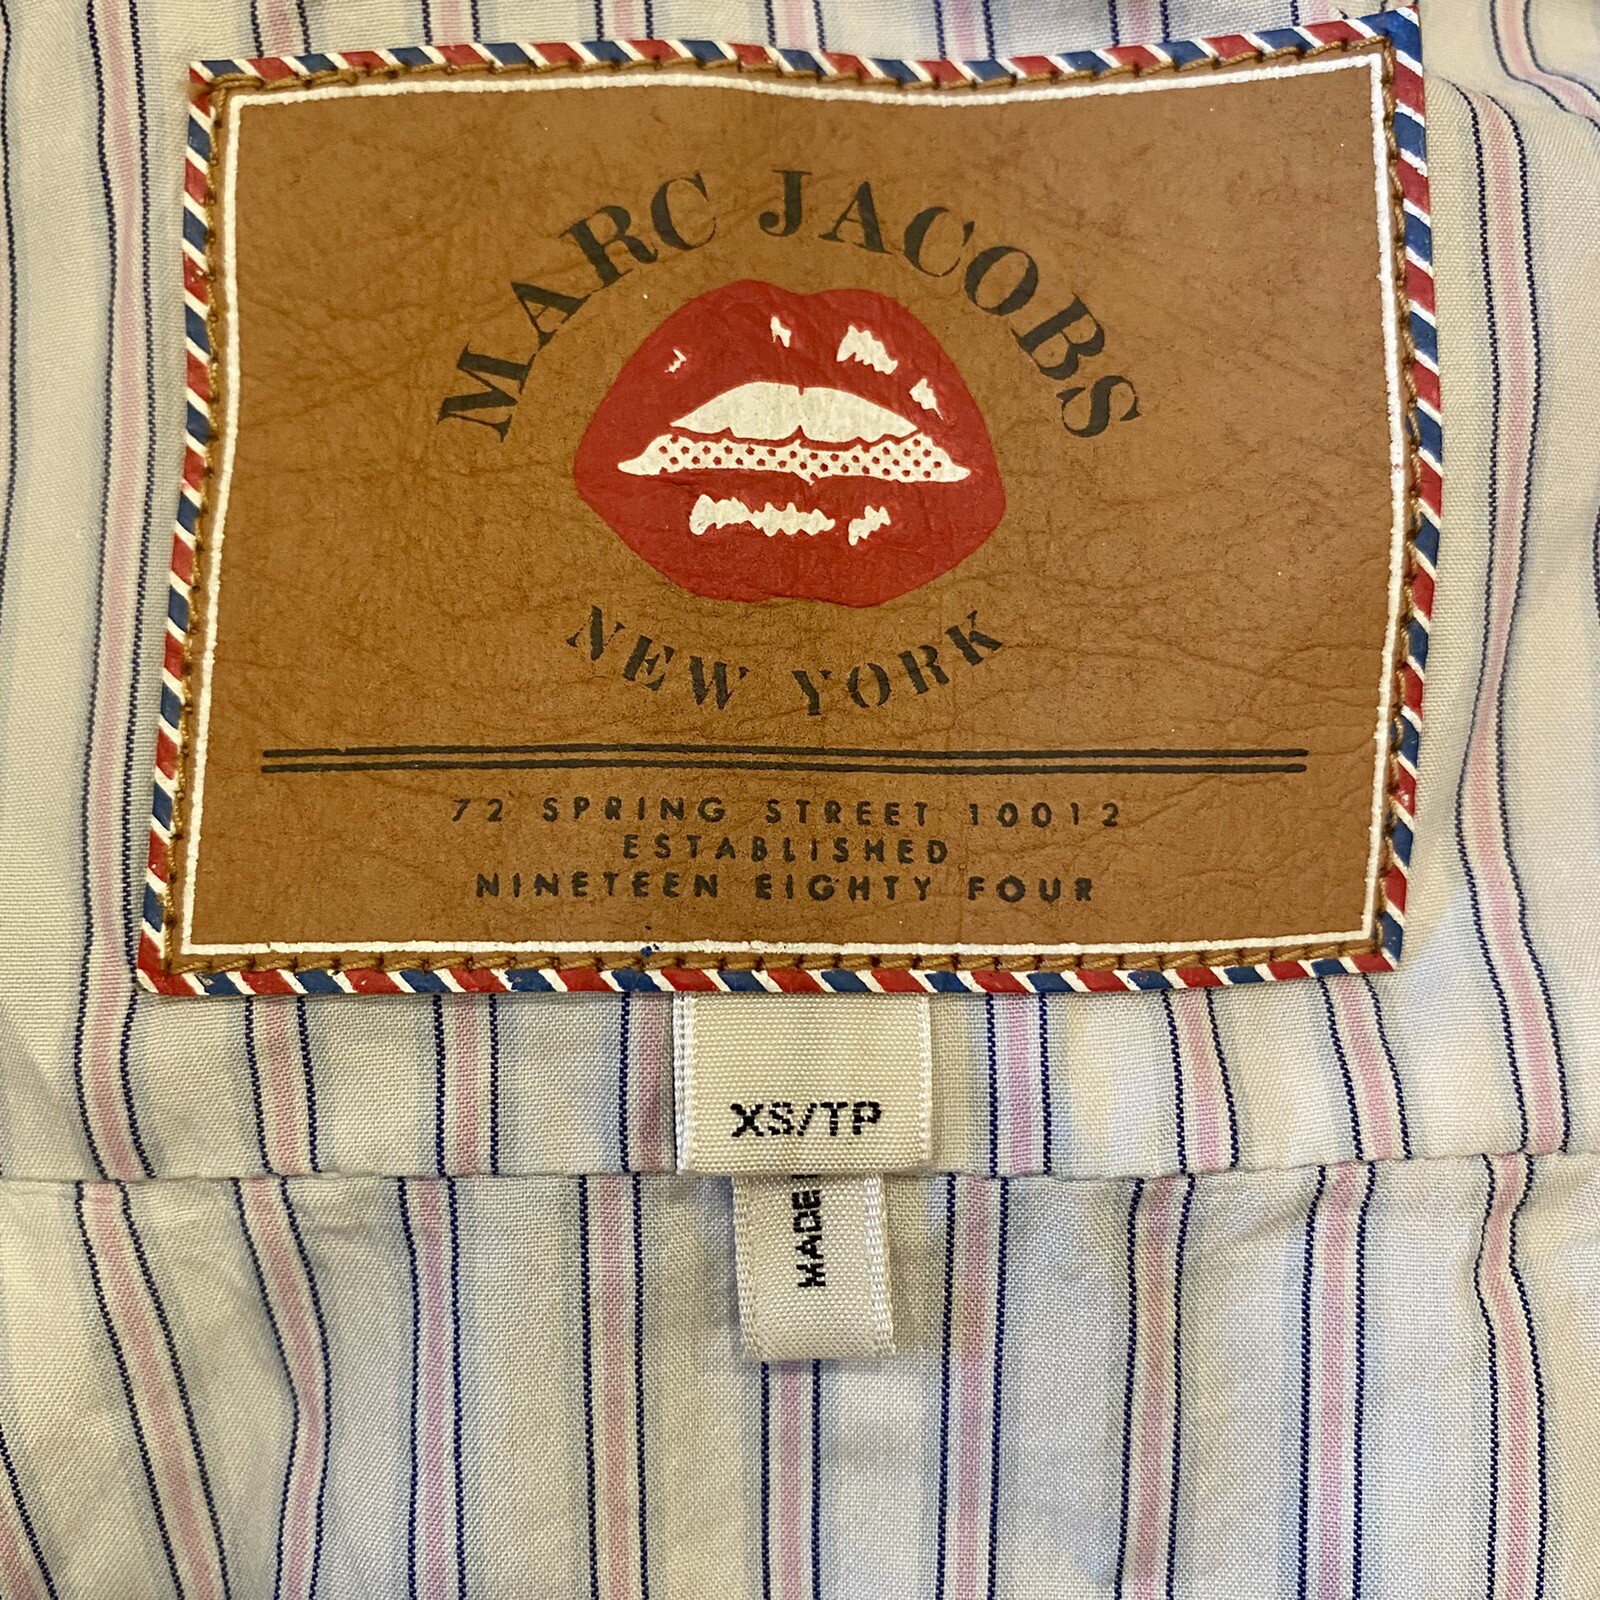 MARC JACOBS
NEW YORK
72 SPRING STREET 10012
ESTABLISHED
NINETEEN EIGHTY FOUR
XS/TP
MADE